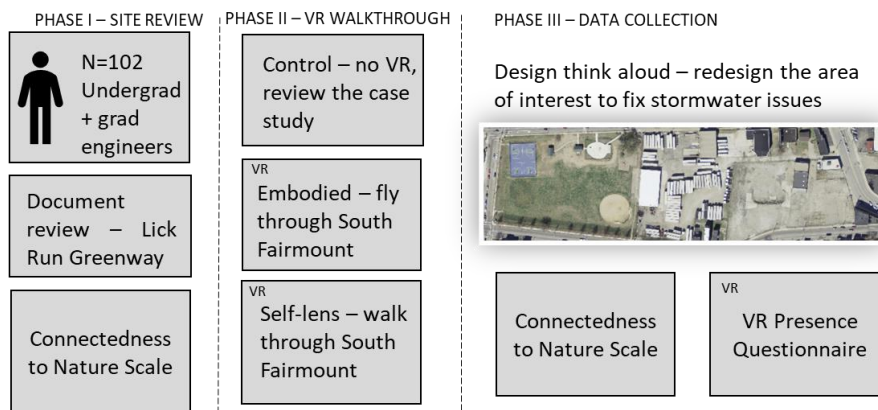 PHASE I – SITE REVIEW
N=102
Undergrad
+ grad
engineers
Document
review – Lick
Run Greenway
Connectedness
to Nature Scale
PHASE II – VR WALKTHROUGH
Control – no VR,
review the case
study
VR
Embodied – fly
through South
Fairmount
VR
Self-lens – walk
through South
Fairmount
PHASE III – DATA COLLECTION
Design think aloud – redesign the area
of interest to fix stormwater issues
Connectedness
to Nature Scale
VR
VR Presence
Questionnaire